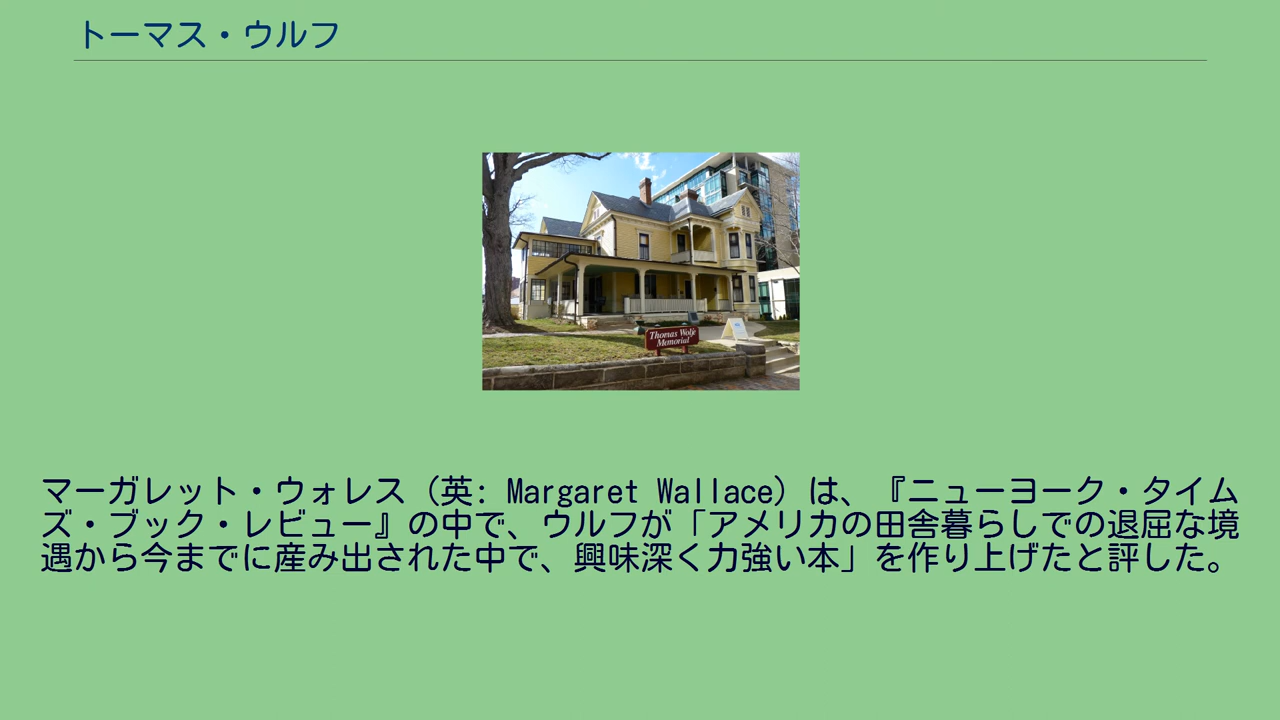 トーマス・ウルフ
Thomas Wolfe
Memorial
マーガレット・ウォレス（英: Margaret Wallace）は、『ニューヨーク・タイム
ズ・ブック・レビュー』の中で、ウルフが「アメリカの田舎暮らしでの退屈な境
遇から今までに産み出された中で、興味深く力強い本」を作り上げたと評した。